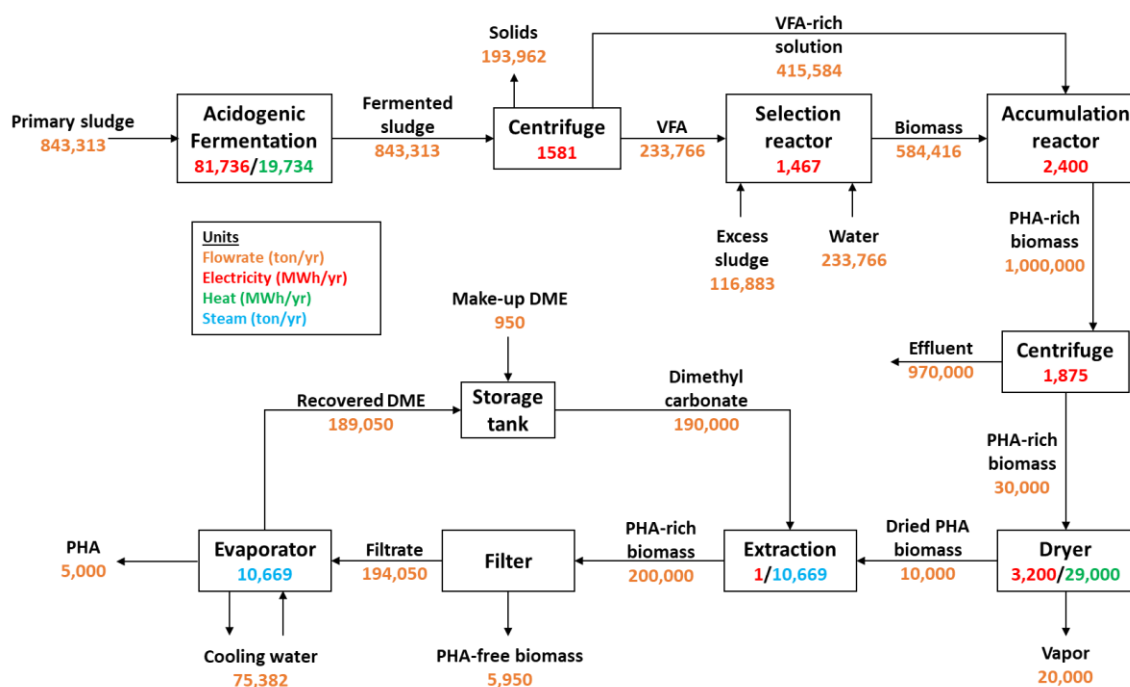 Solids
193,962
VFA-rich
solution
415,584
Primary sludge
843,313
Acidogenic
Fermentation
81,736/19,734
Fermented
sludge
843,313
Centrifuge
1581
VFA
233,766
Selection
reactor
1,467
Biomass
584,416
Accumulation
reactor
2,400
Units
Flowrate (ton/yr)
Electricity (MWh/yr)
Heat (MWh/yr)
Steam (ton/yr)
Excess
sludge
116,883
Water
233,766
PHA-rich
biomass
1,000,000
Make-up DME
950
Effluent
970,000
Centrifuge
1,875
Recovered DME
189,050
Storage
tank
Dimethyl
carbonate
190,000
PHA-rich
biomass
30,000
PHA
5,000
Evaporator
10,669
Filtrate
194,050
Filter
PHA-rich
biomass
200,000
Extraction
1/10,669
Dried PHA
biomass
10,000
Dryer
3,200/29,000
Cooling water
75,382
PHA-free biomass
5,950
Vapor
20,000